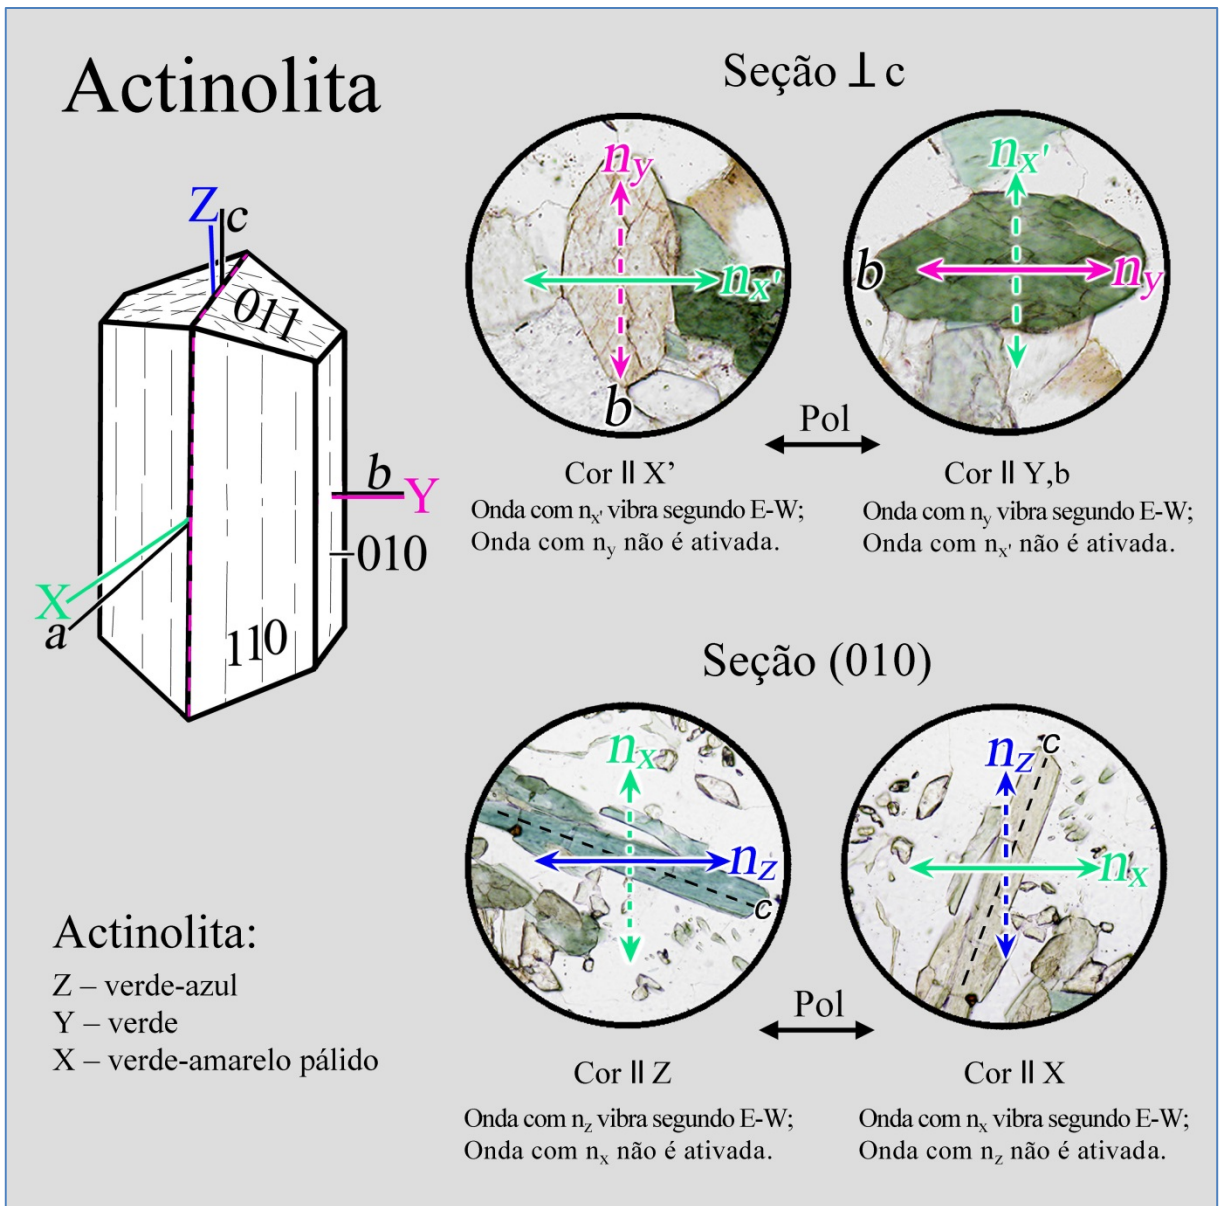 Actinolita
Z
c
011
b
Y
010
X
a
110
Seção ⊥ c
n_y
n_x'
b
n_x'
b
n_y
Pol
Cor ǁ X’
Cor ǁ Y,b
Onda com n_x' vibra segundo E-W;
Onda com n_y não é ativada.
Onda com n_y vibra segundo E-W;
Onda com n_x' não é ativada.
Seção (010)
n_x
n_z
c
n_z
c
n_x
Pol
Cor ǁ Z
Cor ǁ X
Onda com n_z vibra segundo E-W;
Onda com n_x não é ativada.
Onda com n_x vibra segundo E-W;
Onda com n_z não é ativada.
Actinolita:
Z – verde-azul
Y – verde
X – verde-amarelo pálido